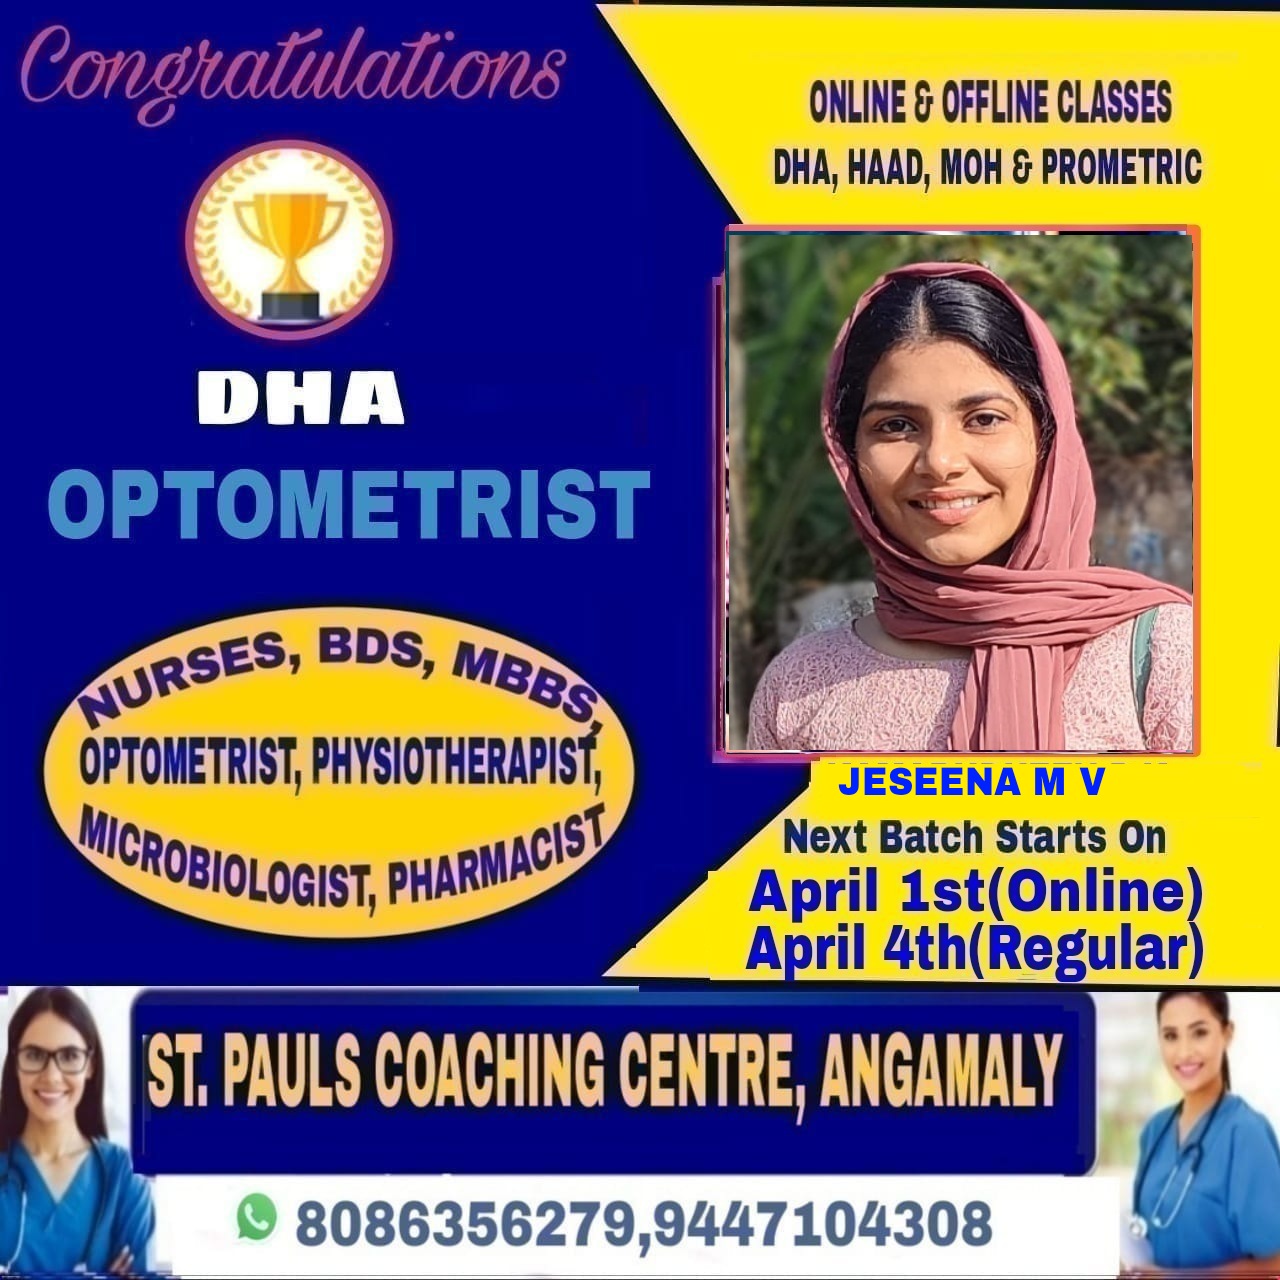 Congratulations
DHA
OPTOMETRIST
NURSES, BDS, MBBS,
OPTOMETRIST, PHYSIOTHERAPIST,
MICROBIOLOGIST, PHARMACIST
ONLINE & OFFLINE CLASSES
DHA, HAAD, MOH & PROMETRIC
JESEENA M V
Next Batch Starts On
April 1st(Online)
April 4th(Regular)
ST. PAULS COACHING CENTRE, ANGAMALY
8086356279,9447104308